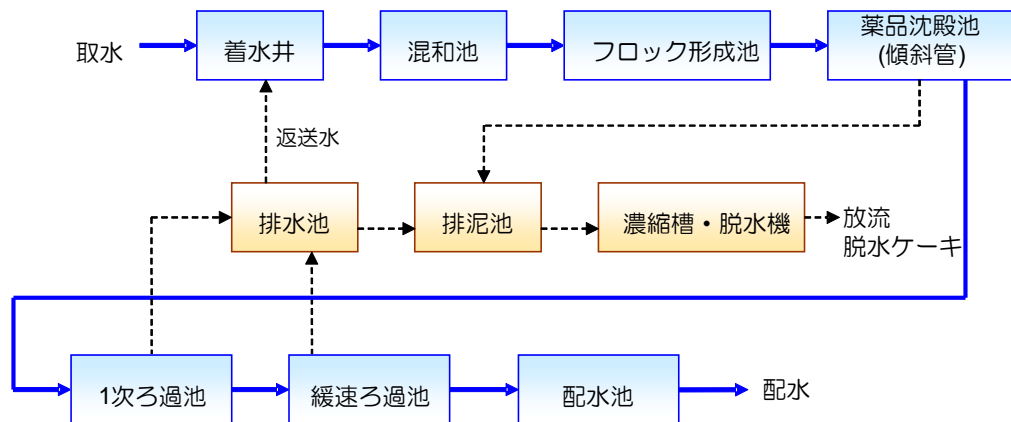 取水
着水井
混和池
フロック形成池
薬品沈殿池
(傾斜管)
返送水
排水池
排泥池
濃縮槽・脱水機
放流
脱水ケーキ
1次ろ過池
緩速ろ過池
配水池
配水